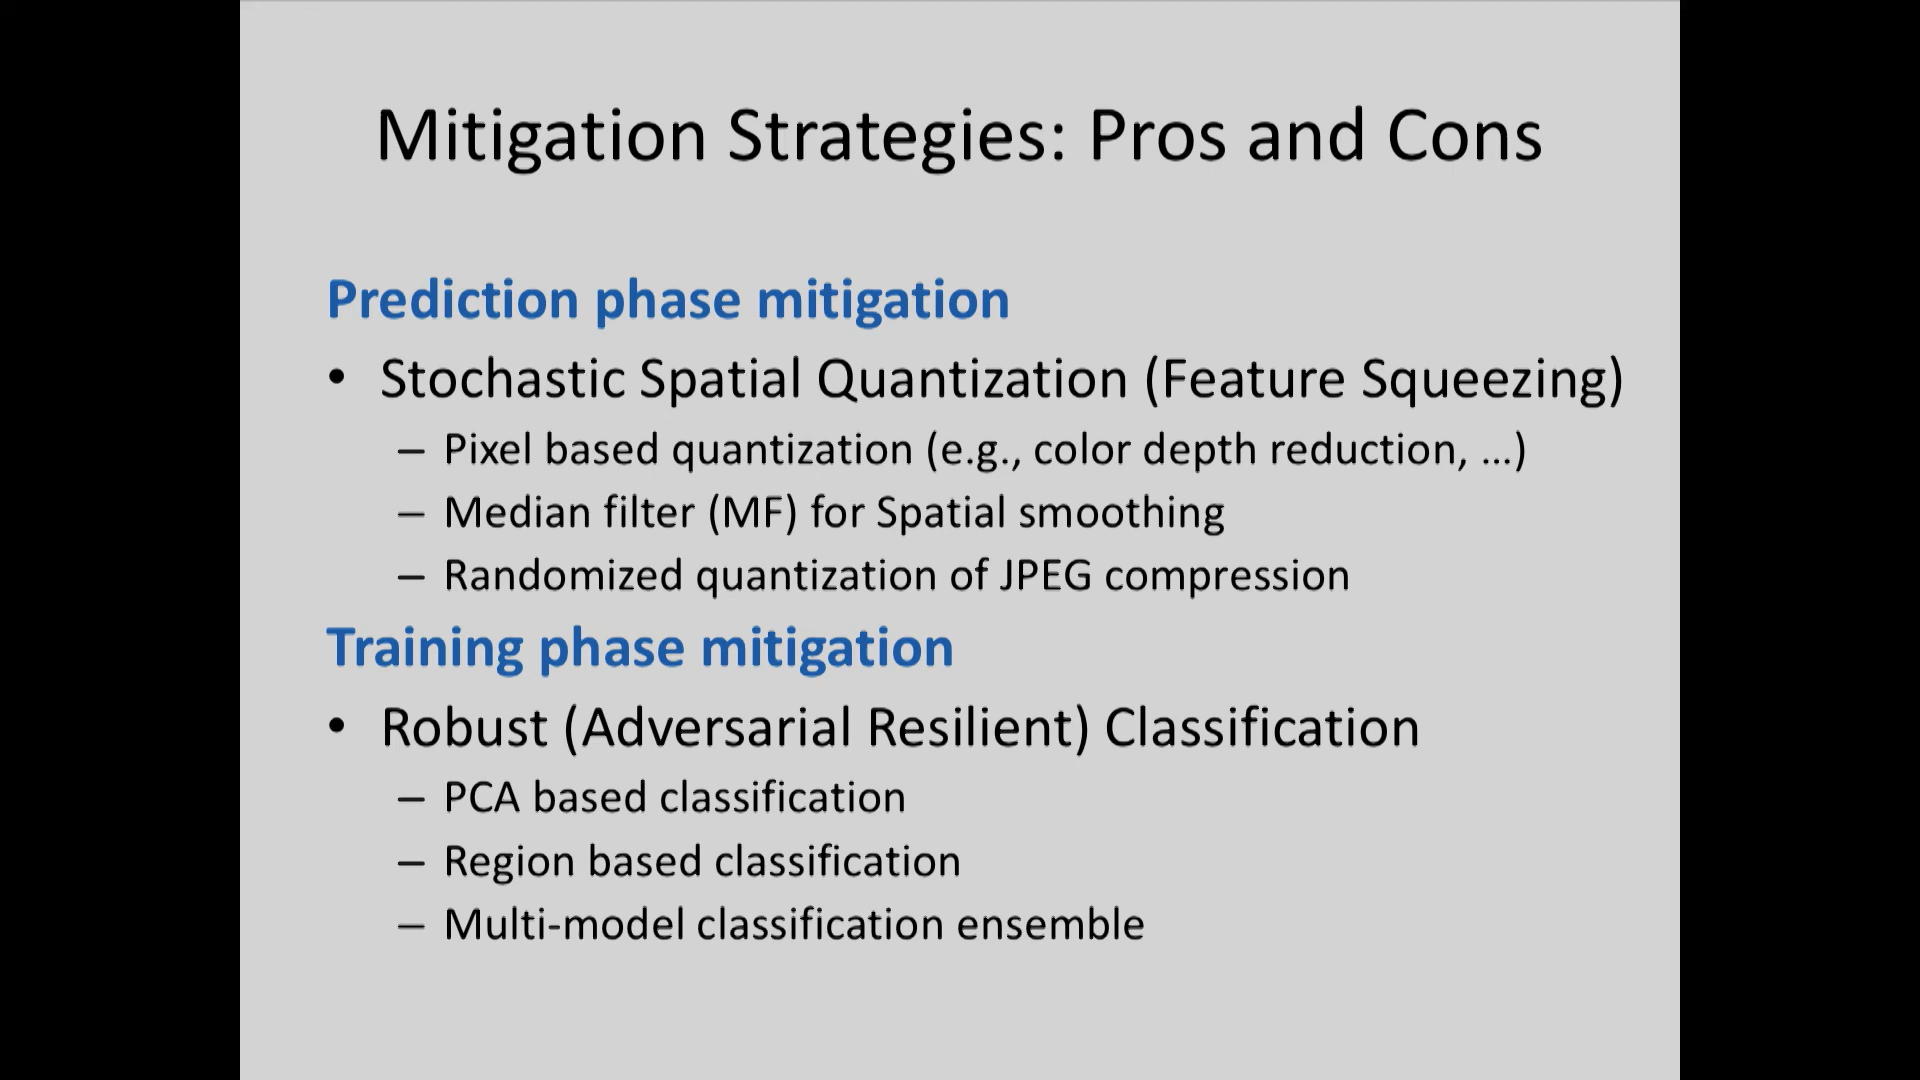 Mitigation Strategies: Pros and Cons
Prediction phase mitigation
• Stochastic Spatial Quantization (Feature Squeezing)
– Pixel based quantization (e.g., color depth reduction, ...)
– Median filter (MF) for Spatial smoothing
– Randomized quantization of JPEG compression
Training phase mitigation
• Robust (Adversarial Resilient) Classification
– PCA based classification
– Region based classification
– Multi-model classification ensemble